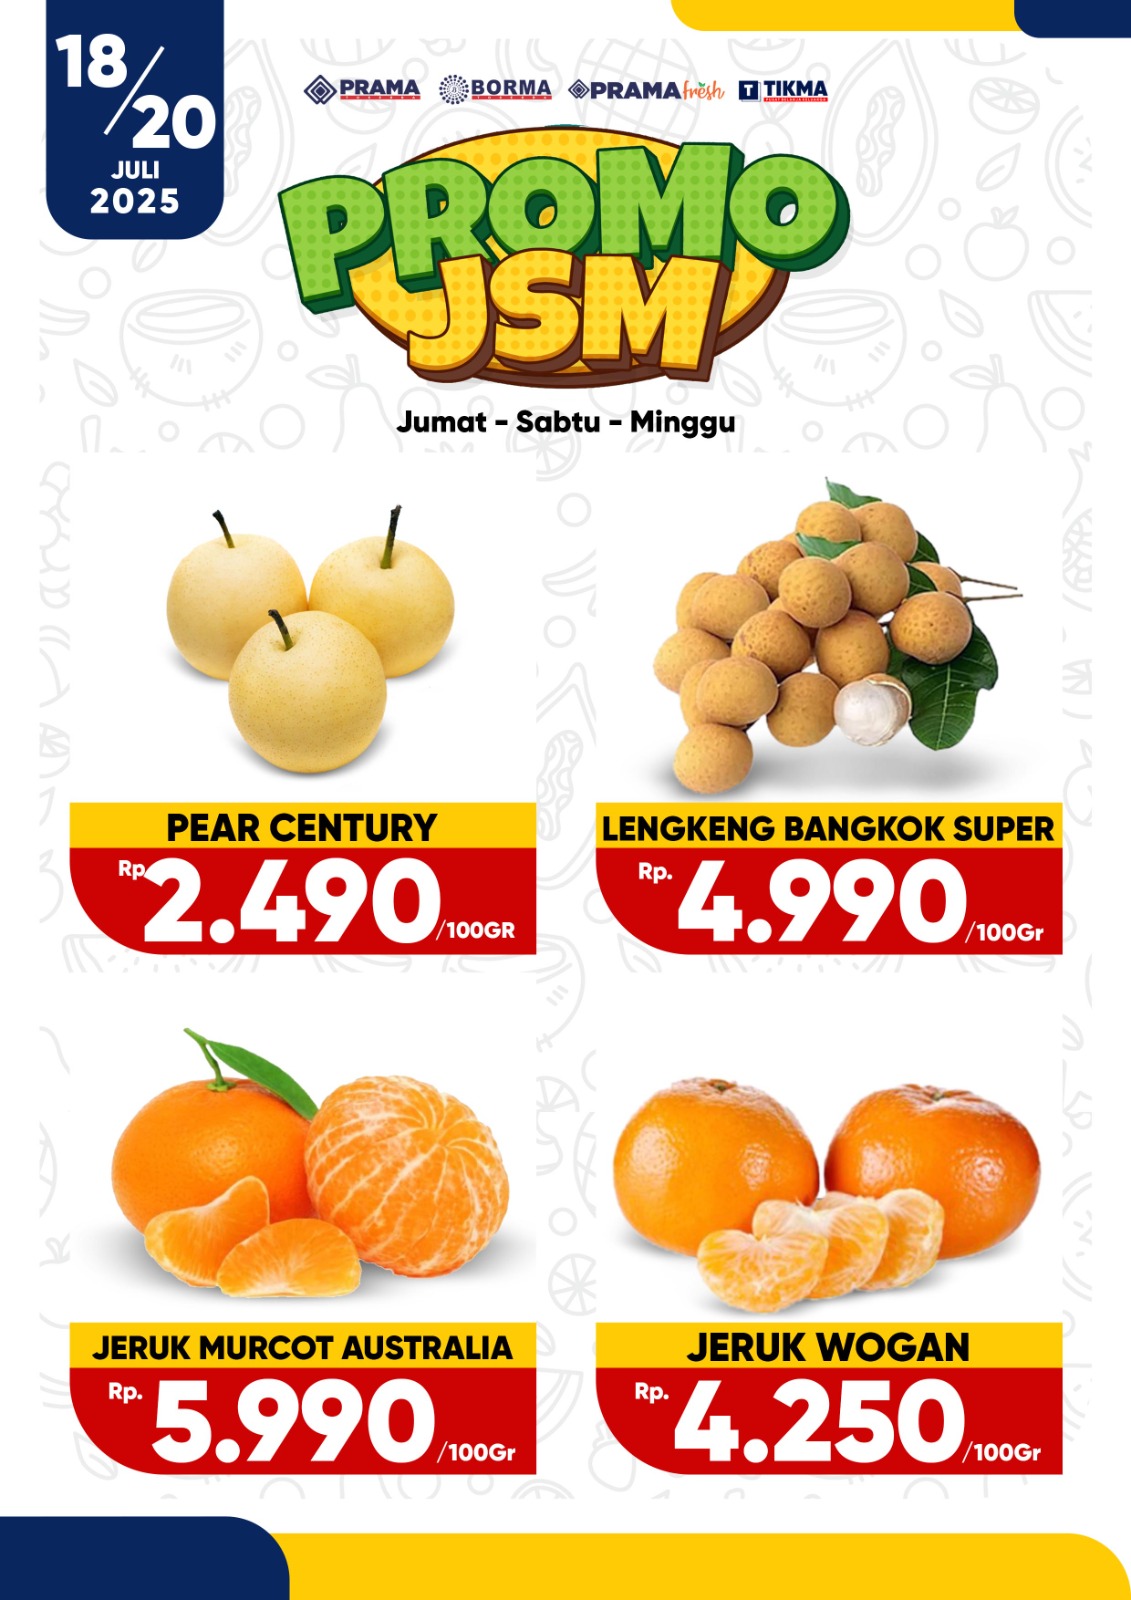 18/20
JULI
2025
PRAMA
BORMA
PRAMA fresh
TIKMA
PROMO
JSM
Jumat - Sabtu - Minggu
PEAR CENTURY
Rp. 2.490/100GR
LENGKENG BANGKOK SUPER
Rp. 4.990/100Gr
JERUK MURCOT AUSTRALIA
Rp. 5.990/100Gr
JERUK WOGAN
Rp. 4.250/100Gr